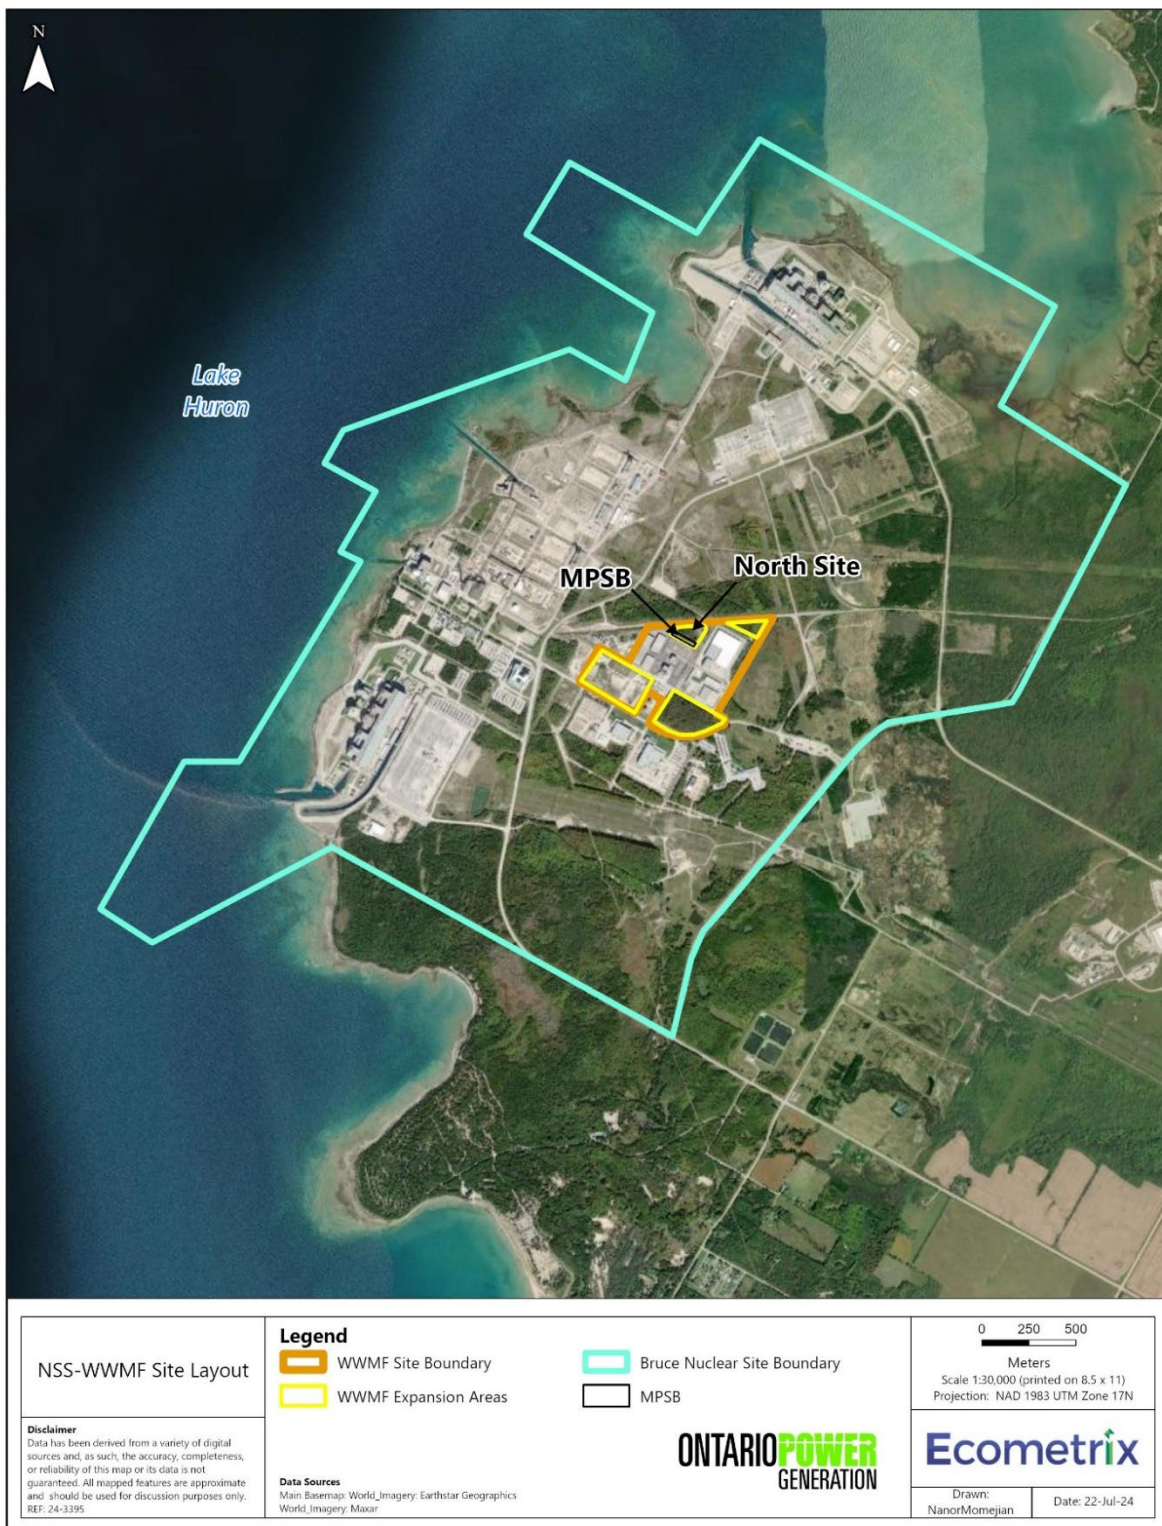 N
Lake
Huron
MPSB
North Site
NSS-WWMF Site Layout
Disclaimer
Data has been derived from a variety of digital
sources and, as such, the accuracy, completeness,
or reliability of this map or its data is not
guaranteed. All mapped features are approximate
and should be used for discussion purposes only.
REF: 24-3395
Legend
WWMF Site Boundary
WWMF Expansion Areas
Bruce Nuclear Site Boundary
MPSB
Data Sources
Main Basemap: World_Imagery: Earthstar Geographics
World_Imagery: Maxar
ONTARIOPOWER
GENERATION
0 250 500
Meters
Scale 1:30,000 (printed on 8.5 x 11)
Projection: NAD 1983 UTM Zone 17N
Ecometrix
Drawn:
NanorMomejian
Date: 22-Jul-24